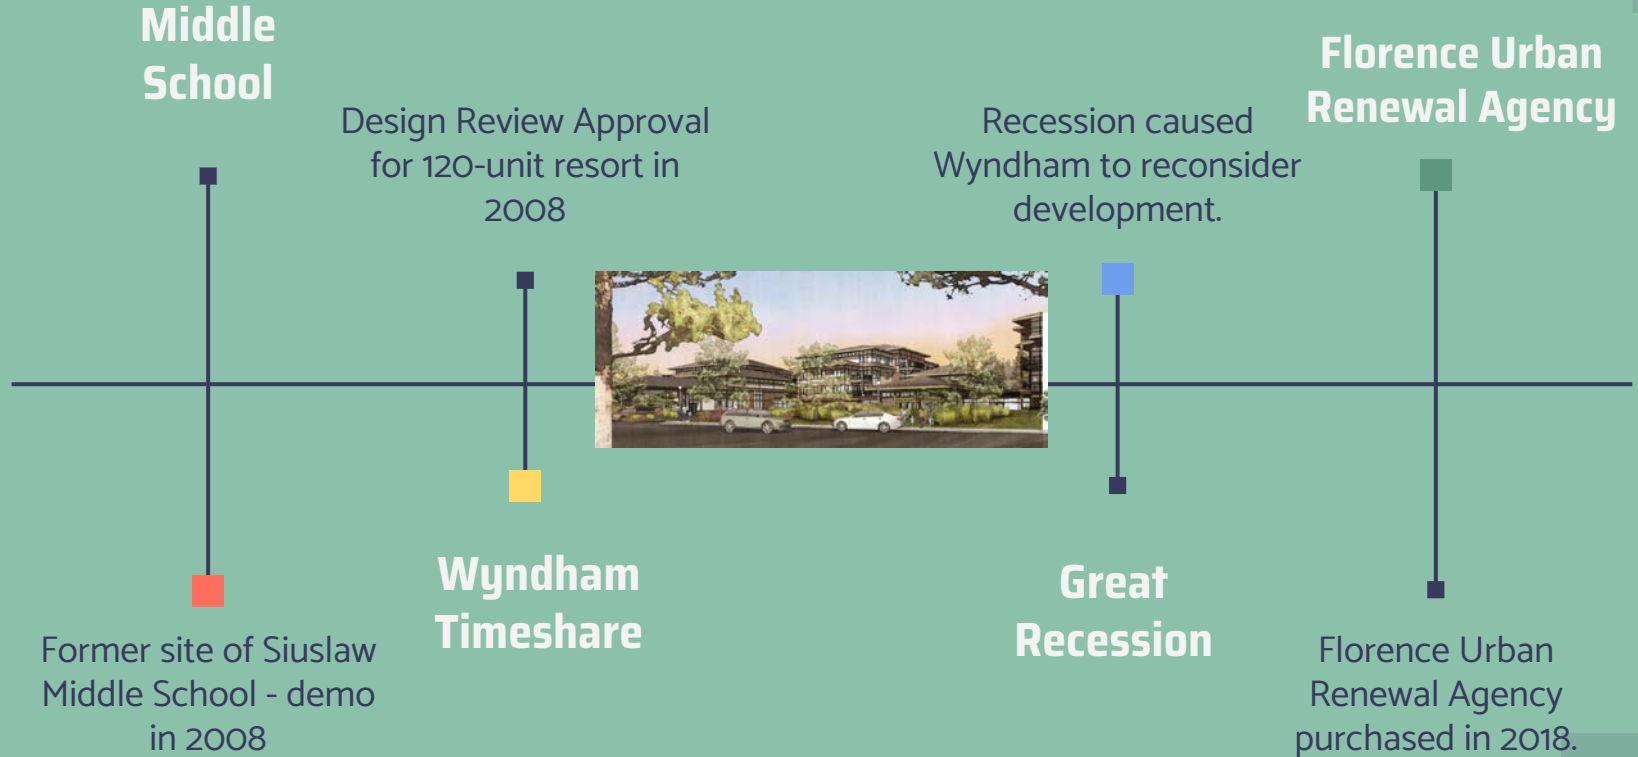 Middle
School
Former site of Siuslaw
Middle School - demo
in 2008
Design Review Approval
for 120-unit resort in
2008
Wyndham
Timeshare
Recession caused
Wyndham to reconsider
development.
Great
Recession
Florence Urban
Renewal Agency
Florence Urban
Renewal Agency
purchased in 2018.